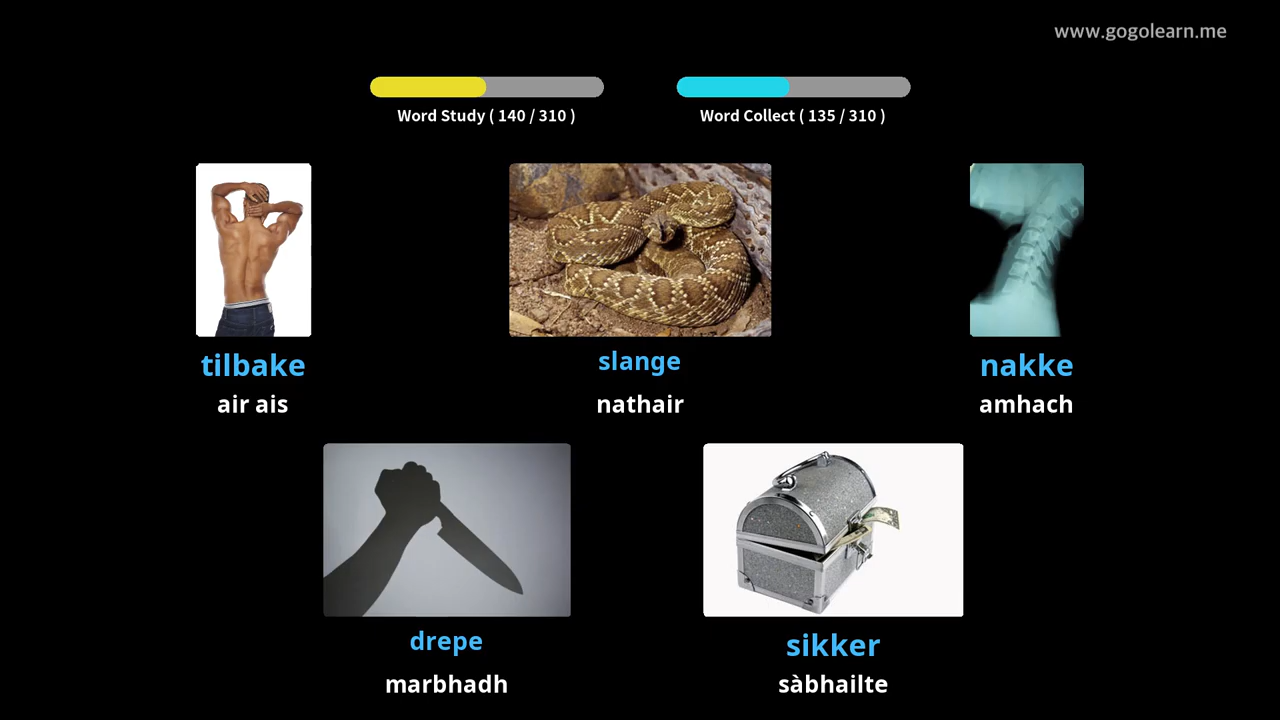 www.gogolearn.me
Word Study ( 140 / 310 )
Word Collect ( 135 / 310 )
tilbake
air ais
slange
nathair
nakke
amhach
drepe
marbhadh
sikker
sàbhailte